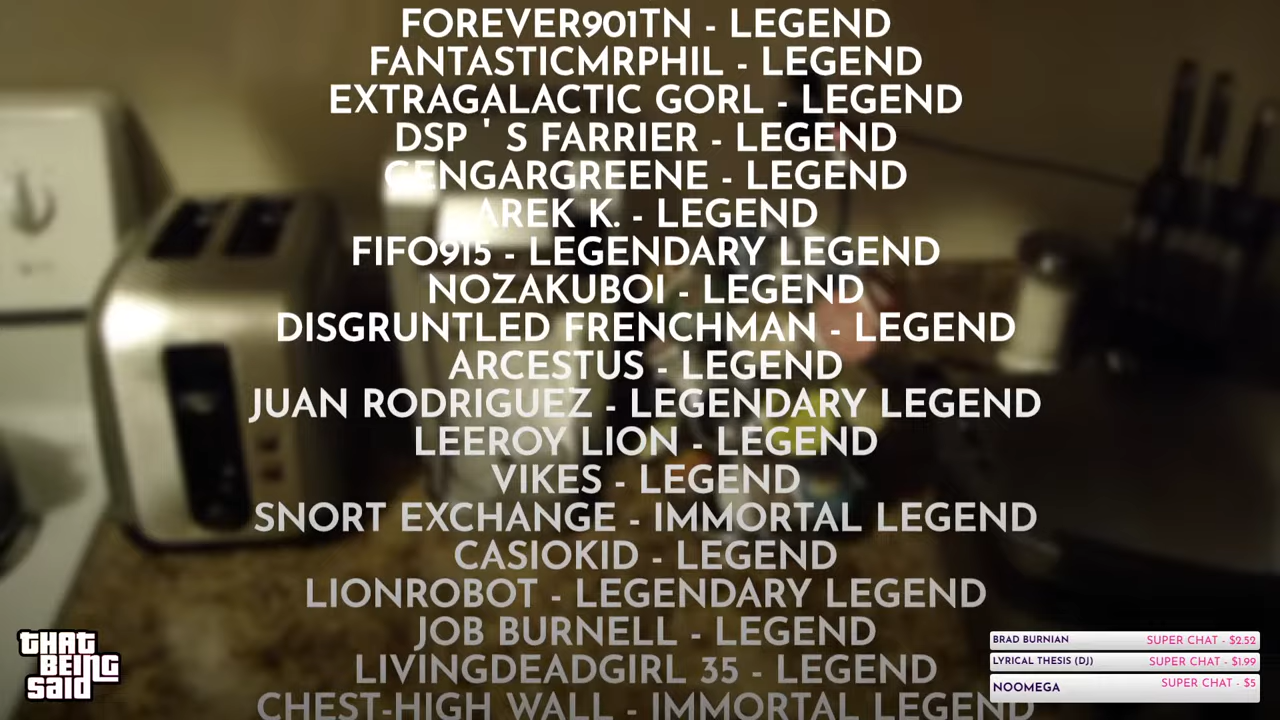 FOREVER901TN - LEGEND
FANTASTICMRPHIL - LEGEND
EXTRAGALACTIC GORL - LEGEND
DSP ' S FARRIER - LEGEND
GENGARGREENE - LEGEND
AREK K. - LEGEND
FIFO915 - LEGENDARY LEGEND
NOZAKUBOI - LEGEND
DISGRUNTLED FRENCHMAN - LEGEND
ARCESTUS - LEGEND
JUAN RODRIGUEZ - LEGENDARY LEGEND
LEEROY LION - LEGEND
VIKES - LEGEND
SNORT EXCHANGE - IMMORTAL LEGEND
CASIOKID - LEGEND
LIONROBOT - LEGENDARY LEGEND
JOB BURNELL - LEGEND
LIVINGDEADGIRL 35 - LEGEND
CHEST-HIGH WALL - IMMORTAL LEGEND
THAT
BEING
SAID
BRAD BURNIAN SUPER CHAT - $2.52
LYRICAL THESIS (DJ) SUPER CHAT - $1.99
NOOMEGA SUPER CHAT - $5